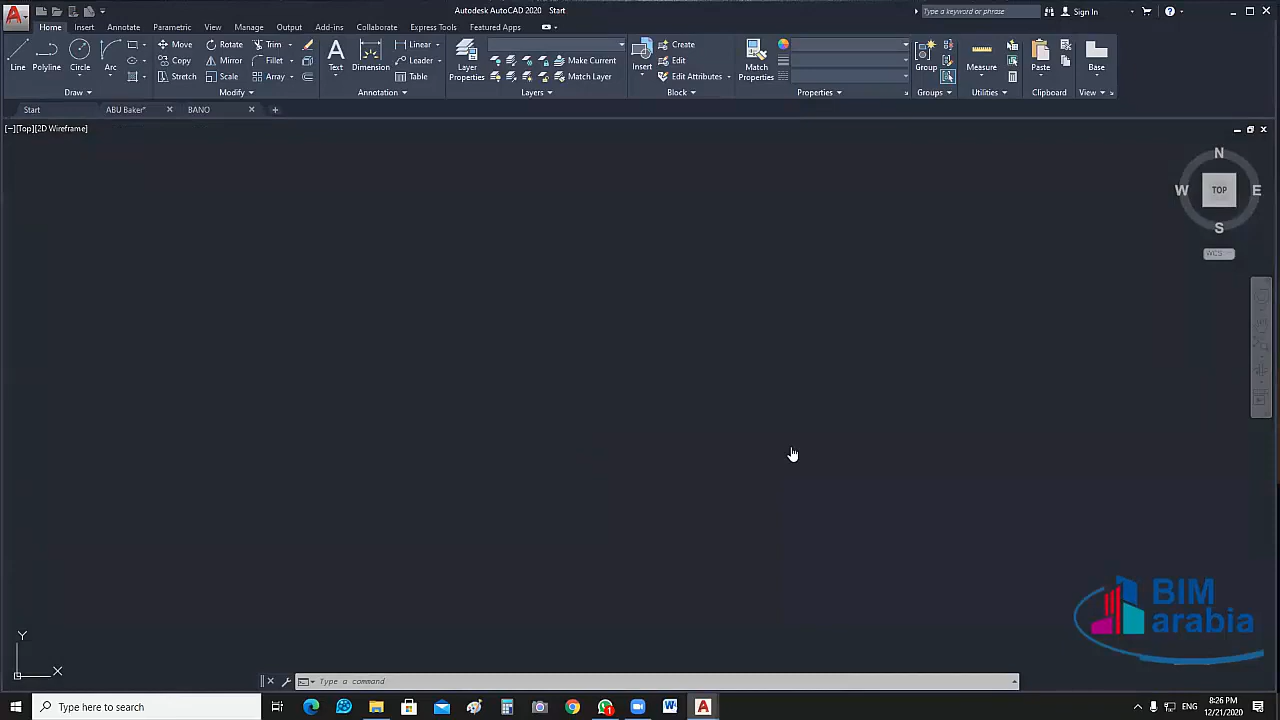 Autodesk AutoCAD 2020 Start
Type a keyword or phrase
Sign In
Home Insert Annotate Parametric View Manage Output Add-ins Collaborate Express Tools Featured Apps
Line Polyline Circle Arc
Move Rotate Trim
Copy Mirror Fillet
Stretch Scale Array
Text Dimension
Linear
Leader
Table
Layer Properties
Make Current
Match Layer
Insert
Create
Edit
Edit Attributes
Match Properties
Group
Measure
Paste
Base
Draw Modify Annotation Layers Block Properties Groups Utilities Clipboard View
Start ABU Baker* BANO
[−][Top][2D Wireframe]
N
W TOP E
S
WCS
BIM
arabia
Y
X
Type a command
Type here to search
1
W
A
ENG
8:26 PM
12/21/2020